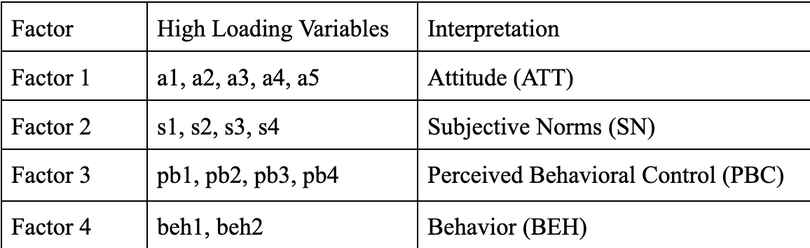 Factor High Loading Variables Interpretation
Factor 1 a1, a2, a3, a4, a5 Attitude (ATT)
Factor 2 s1, s2, s3, s4 Subjective Norms (SN)
Factor 3 pb1, pb2, pb3, pb4 Perceived Behavioral Control (PBC)
Factor 4 beh1, beh2 Behavior (BEH)